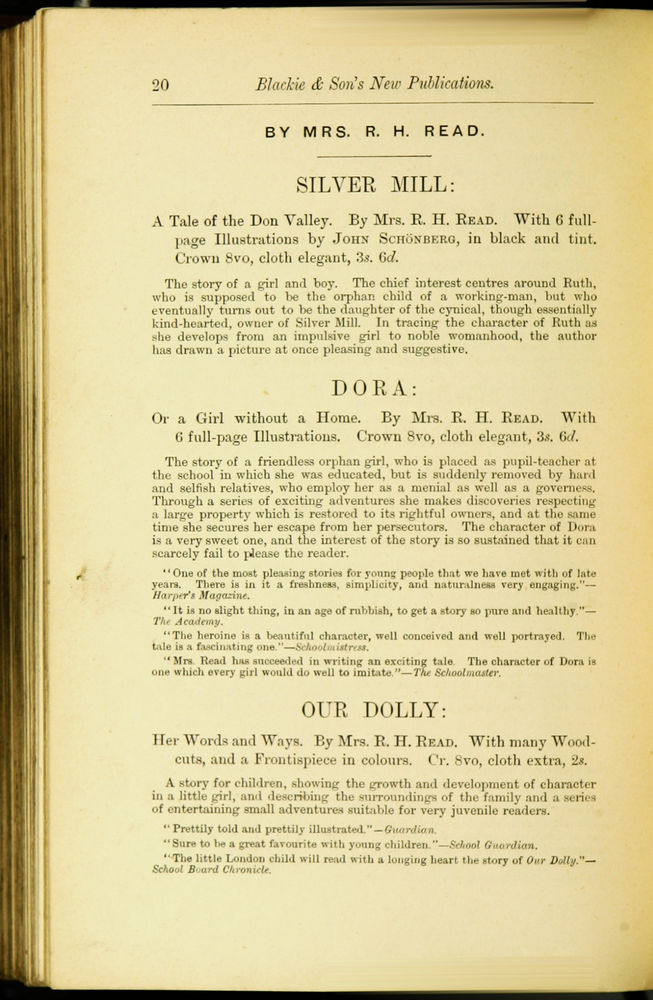 20 Blackie & Son's New Publications.
BY MRS. R. H. READ.
SILVER MILL:
A Tale of the Don Valley. By Mrs. R. H. READ. With 6 full-
page Illustrations by JOHN SCHÖNBERG, in black and tint.
Crown 8vo, cloth elegant, 3s. 6d.
The story of a girl and boy. The chief interest centres around Ruth,
who is supposed to be the orphan child of a working-man, but who
eventually turns out to be the daughter of the cynical, though essentially
kind-hearted, owner of Silver Mill. In tracing the character of Ruth as
she develops from an impulsive girl to noble womanhood, the author
has drawn a picture at once pleasing and suggestive.
DORA:
Or a Girl without a Home. By Mrs. R. H. READ. With
6 full-page Illustrations. Crown 8vo, cloth elegant, 3s. 6d.
The story of a friendless orphan girl, who is placed as pupil-teacher at
the school in which she was educated, but is suddenly removed by hard
and selfish relatives, who employ her as a menial as well as a governess.
Through a series of exciting adventures she makes discoveries respecting
a large property which is restored to its rightful owners, and at the same
time she secures her escape from her persecutors. The character of Dora
is a very sweet one, and the interest of the story is so sustained that it can
scarcely fail to please the reader.
"One of the most pleasing stories for young people that we have met with of late
years. There is in it a freshness, simplicity, and naturalness very engaging."—
Harper's Magazine.
"It is no slight thing, in an age of rubbish, to get a story so pure and healthy."—
The Academy.
"The heroine is a beautiful character, well conceived and well portrayed. The
tale is a fascinating one."—Schoolmistress.
"Mrs. Read has succeeded in writing an exciting tale. The character of Dora is
one which every girl would do well to imitate."—The Schoolmaster.
OUR DOLLY:
Her Words and Ways. By Mrs. R. H. READ. With many Wood-
cuts, and a Frontispiece in colours. Cr. 8vo, cloth extra, 2s.
A story for children, showing the growth and development of character
in a little girl, and describing the surroundings of the family and a series
of entertaining small adventures suitable for very juvenile readers.
"Prettily told and prettily illustrated."—Guardian.
"Sure to be a great favourite with young children."—School Guardian.
"The little London child will read with a longing heart the story of Our Dolly."—
School Board Chronicle.